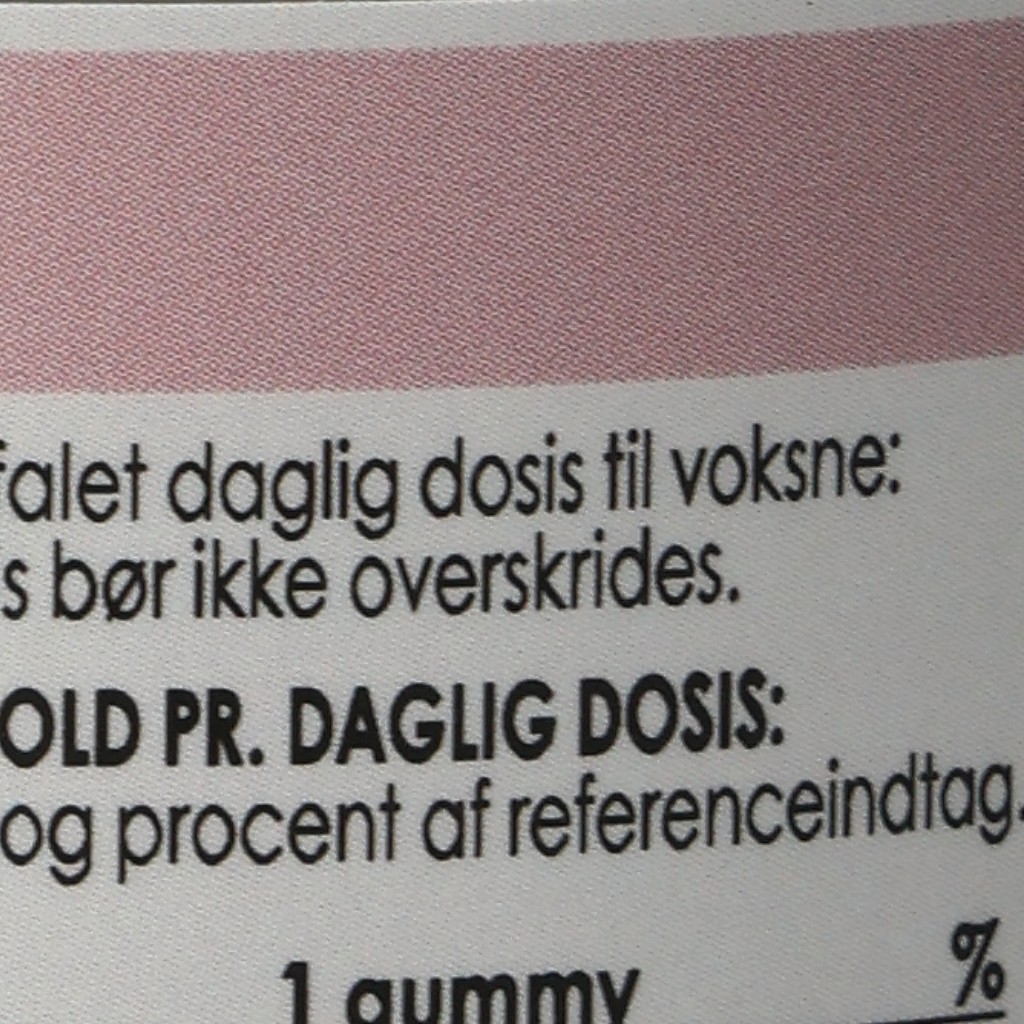 falet daglig dosis til voksne:
s bør ikke overskrides.
OLD PR. DAGLIG DOSIS:
og procent af referenceindtag.
%
1 gummy